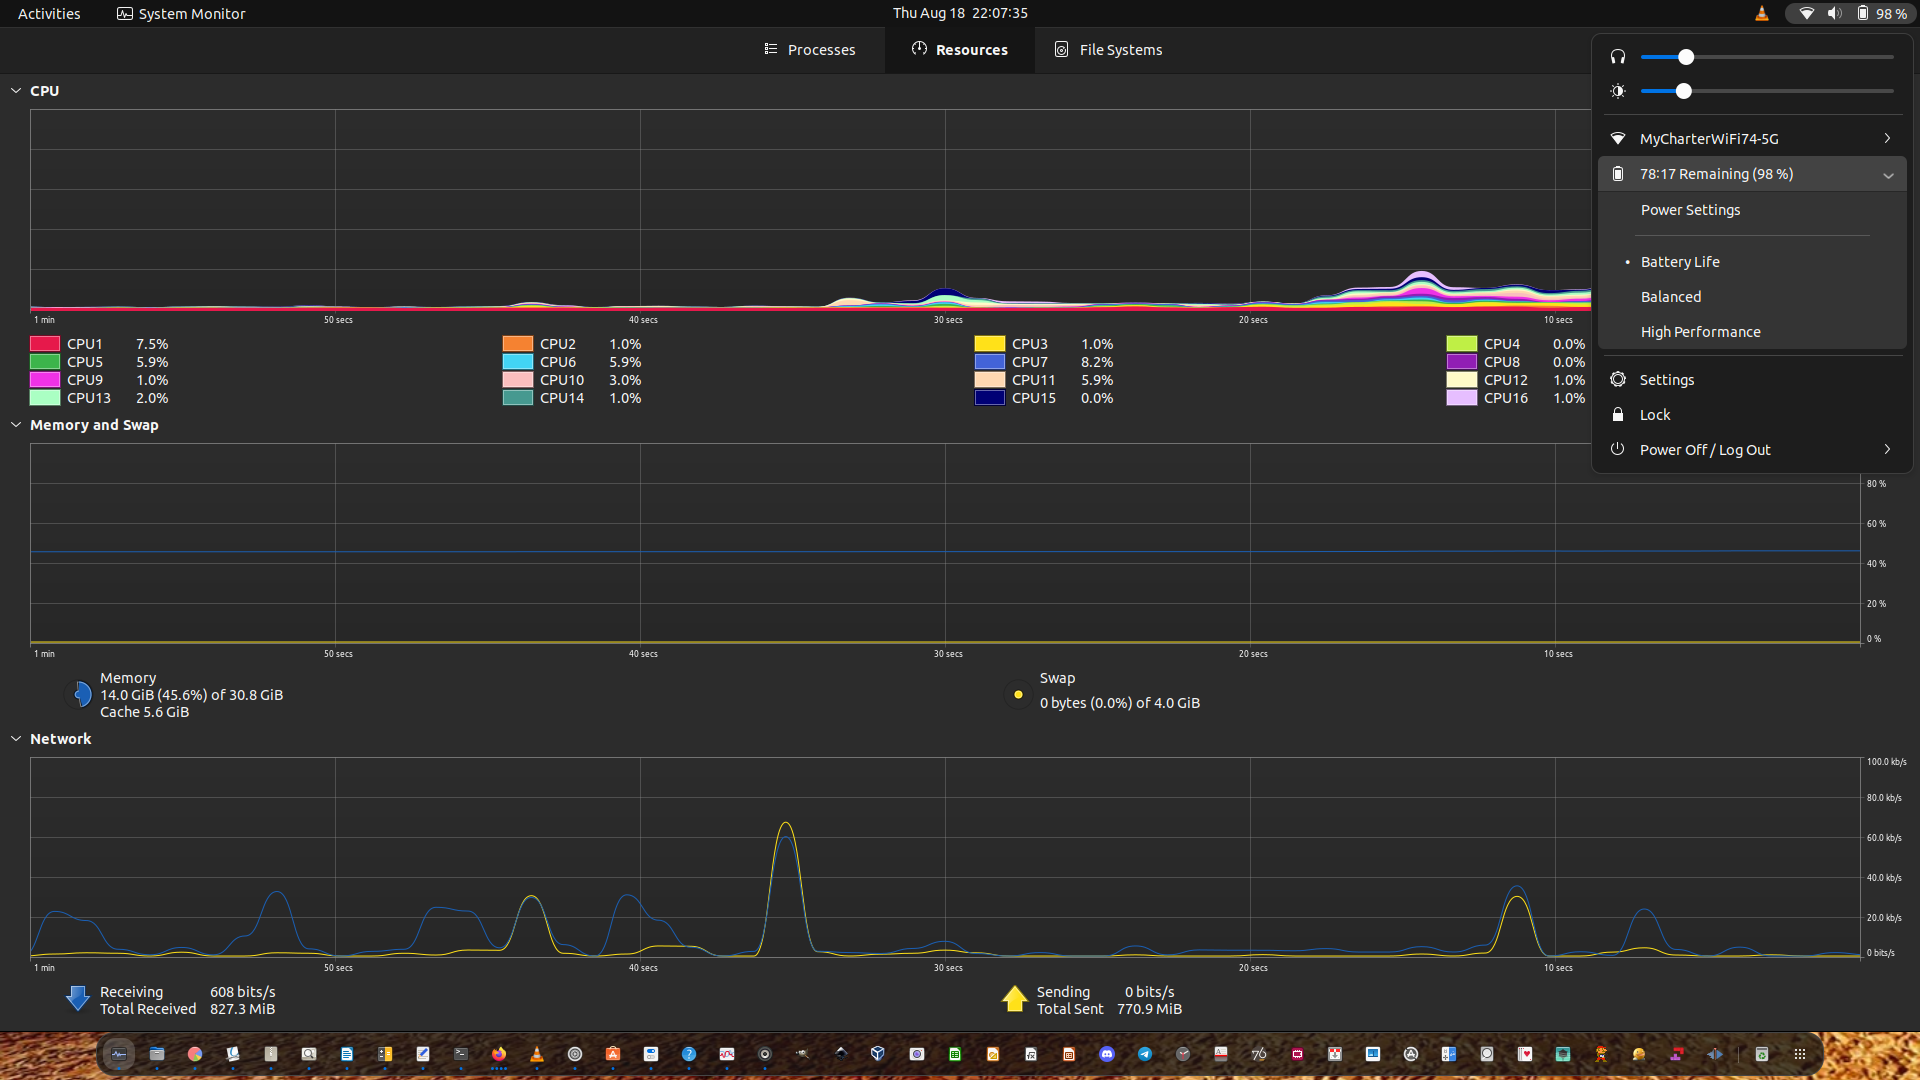 Activities
System Monitor
Thu Aug 18 22:07:35
98 %
Processes
Resources
File Systems
CPU
1 min
50 secs
40 secs
30 secs
20 secs
10 secs
CPU1 7.5%
CPU2 1.0%
CPU3 1.0%
CPU4 0.0%
CPU5 5.9%
CPU6 5.9%
CPU7 8.2%
CPU8 0.0%
CPU9 1.0%
CPU10 3.0%
CPU11 5.9%
CPU12 1.0%
CPU13 2.0%
CPU14 1.0%
CPU15 0.0%
CPU16 1.0%
MyCharterWiFi74-5G
78:17 Remaining (98 %)
Power Settings
• Battery Life
Balanced
High Performance
Settings
Lock
Power Off / Log Out
Memory and Swap
80 %
60 %
40 %
20 %
0 %
1 min
50 secs
40 secs
30 secs
20 secs
10 secs
Memory
14.0 GiB (45.6%) of 30.8 GiB
Cache 5.6 GiB
Swap
0 bytes (0.0%) of 4.0 GiB
Network
100.0 kb/s
80.0 kb/s
60.0 kb/s
40.0 kb/s
20.0 kb/s
0 bits/s
1 min
50 secs
40 secs
30 secs
20 secs
10 secs
Receiving 608 bits/s
Total Received 827.3 MiB
Sending 0 bits/s
Total Sent 770.9 MiB
76